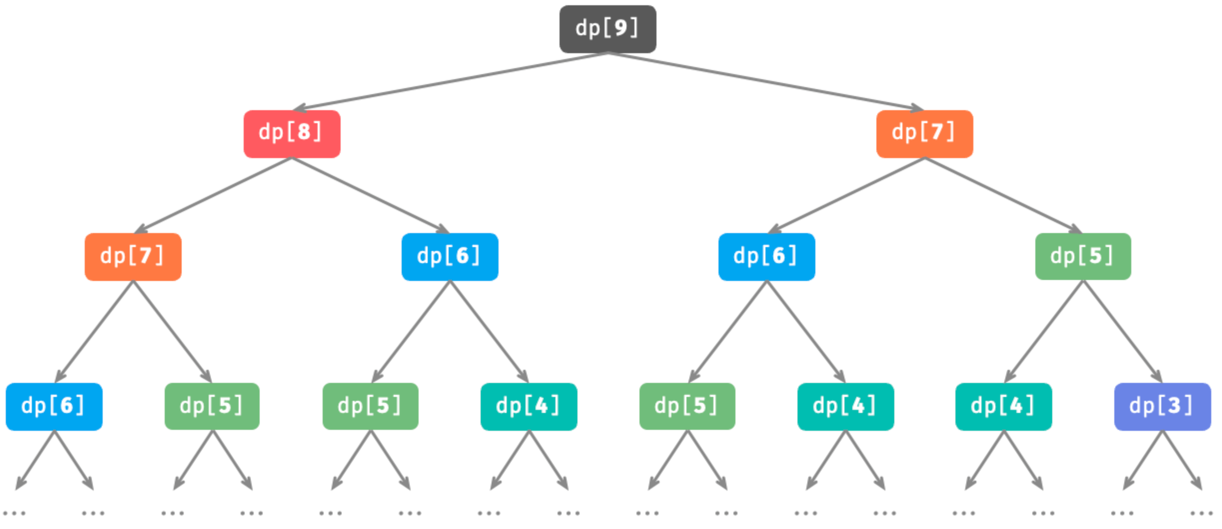 dp[9]
dp[8] dp[7]
dp[7] dp[6] dp[6] dp[5]
dp[6] dp[5] dp[5] dp[4] dp[5] dp[4] dp[4] dp[3]
... ... ... ... ... ... ... ... ... ... ... ... ... ... ... ...